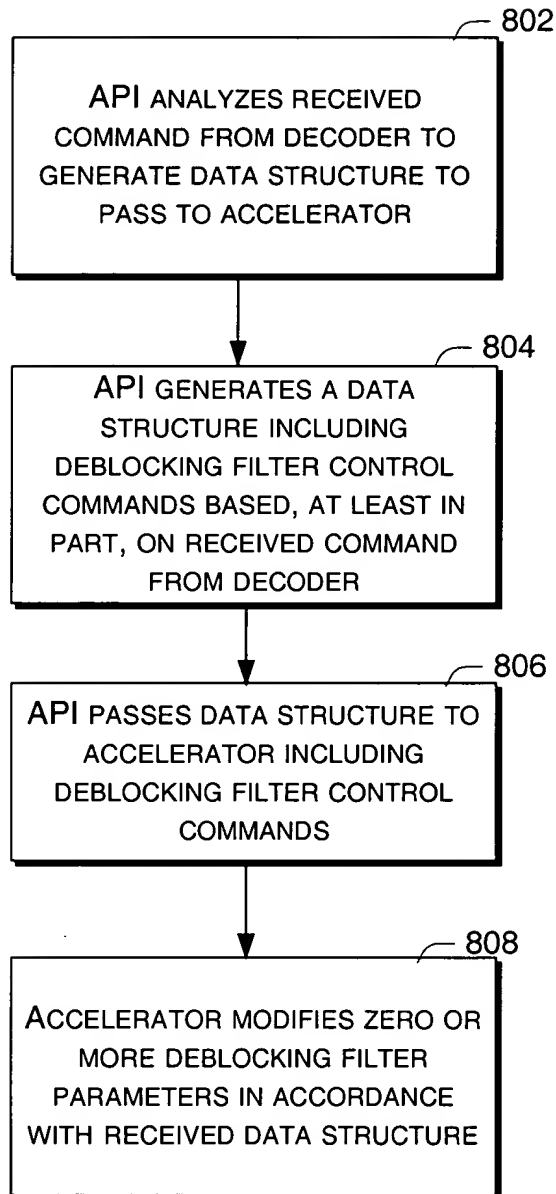 802
API ANALYZES RECEIVED
COMMAND FROM DECODER TO
GENERATE DATA STRUCTURE TO
PASS TO ACCELERATOR
804
API GENERATES A DATA
STRUCTURE INCLUDING
DEBLOCKING FILTER CONTROL
COMMANDS BASED, AT LEAST IN
PART, ON RECEIVED COMMAND
FROM DECODER
806
API PASSES DATA STRUCTURE TO
ACCELERATOR INCLUDING
DEBLOCKING FILTER CONTROL
COMMANDS
808
ACCELERATOR MODIFIES ZERO OR
MORE DEBLOCKING FILTER
PARAMETERS IN ACCORDANCE
WITH RECEIVED DATA STRUCTURE